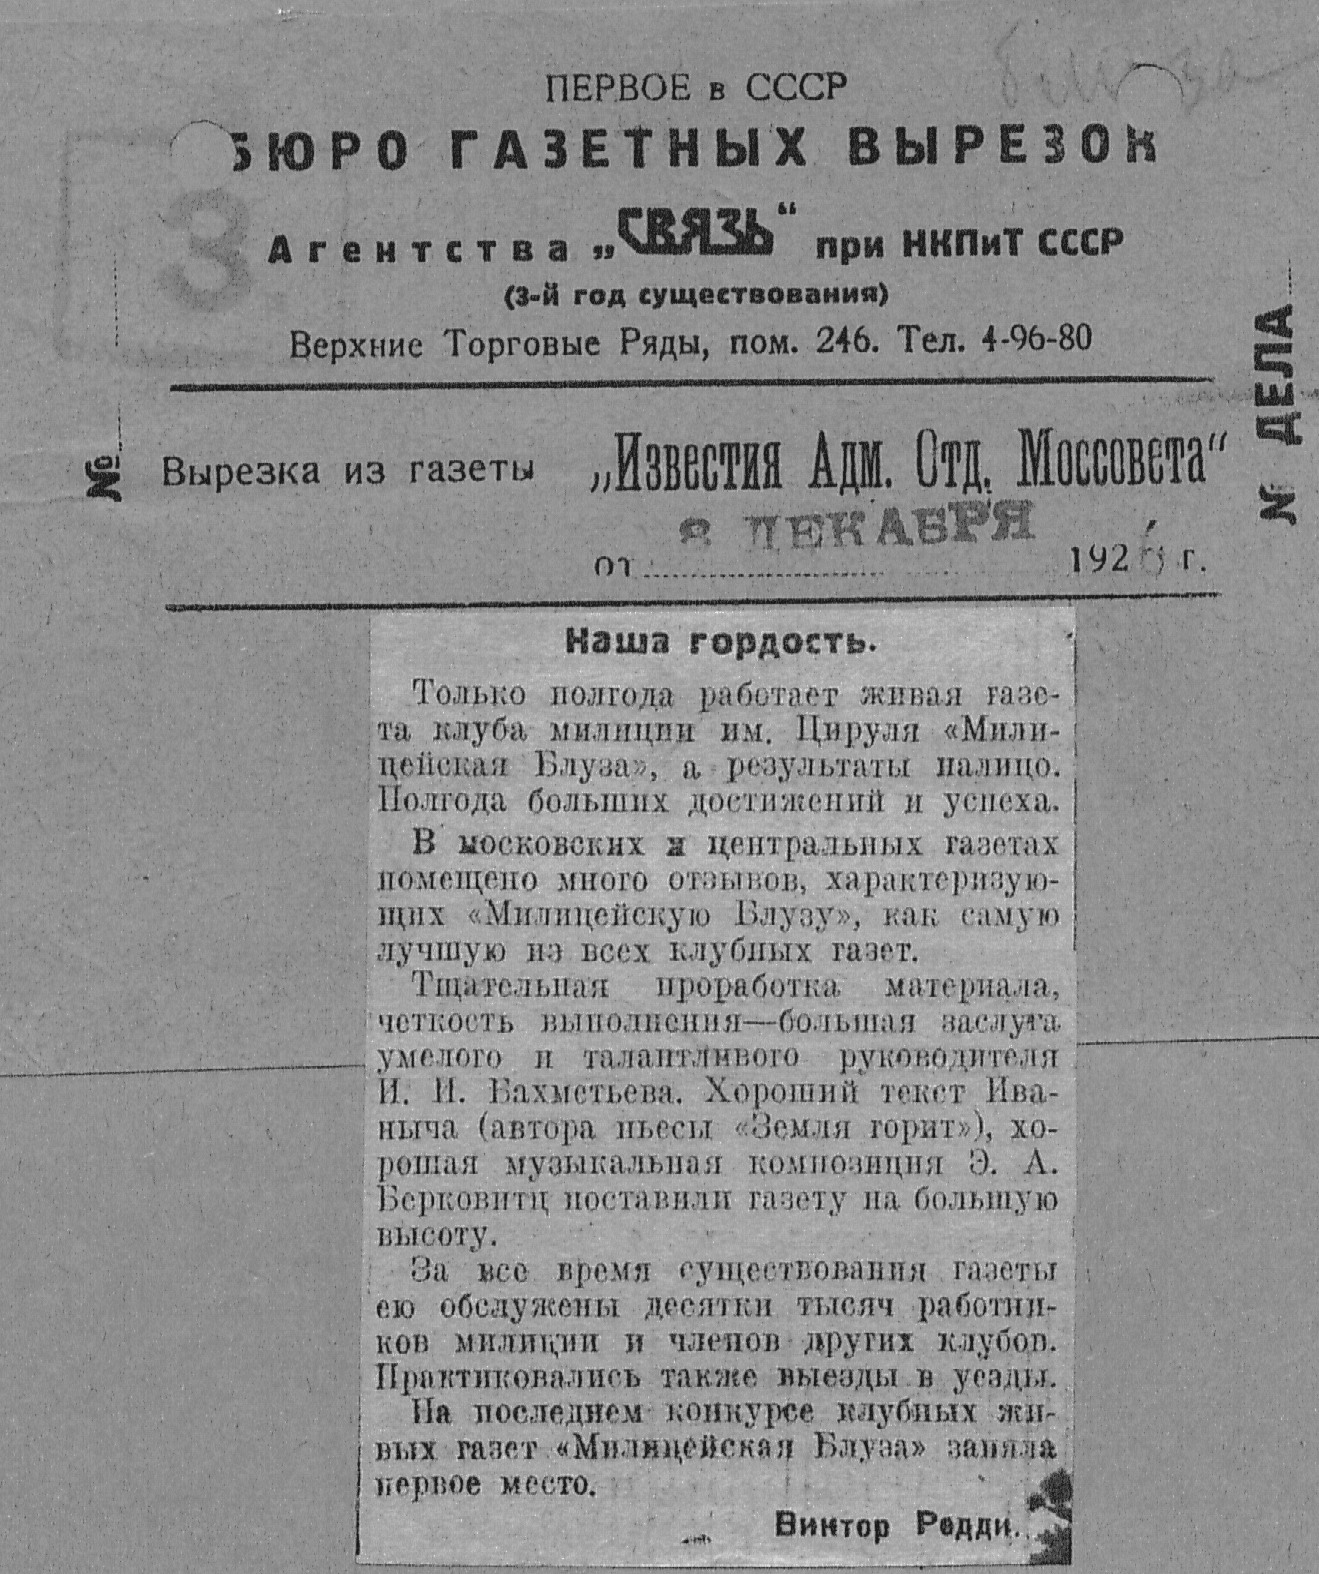 ПЕРВОЕ в СССР
БЮРО ГАЗЕТНЫХ ВЫРЕЗОК
Агентства „СВЯЗЬ“ при НКПиТ СССР
(3-й год существования)
Верхние Торговые Ряды, пом. 246. Тел. 4-96-80
3
№
№ ДЕЛА
Вырезка из газеты „Известия Адм. Отд. Моссовета“
8 ДЕКАБРЯ
от 1926 г.
Наша гордость.
Только полгода работает живая газе-
та клуба милиции им. Цируля «Мили-
цейская Блуза», а результаты налицо.
Полгода больших достижений и успеха.
В московских и центральных газетах
помещено много отзывов, характеризую-
щих «Милицейскую Блузу», как самую
лучшую из всех клубных газет.
Тщательная проработка материала,
четкость выполнения—большая заслуга
умелого и талантливого руководителя
И. И. Бахметьева. Хороший текст Ива-
ныча (автора пьесы «Земля горит»), хо-
рошая музыкальная композиция Э. А.
Берковитц поставили газету на большую
высоту.
За все время существования газеты
ею обслужены десятки тысяч работни-
ков милиции и членов других клубов.
Практиковались также выезды в уезды.
На последнем конкурсе клубных жи-
вых газет «Милицейская Блуза» заняла
первое место.
Виктор Редди.